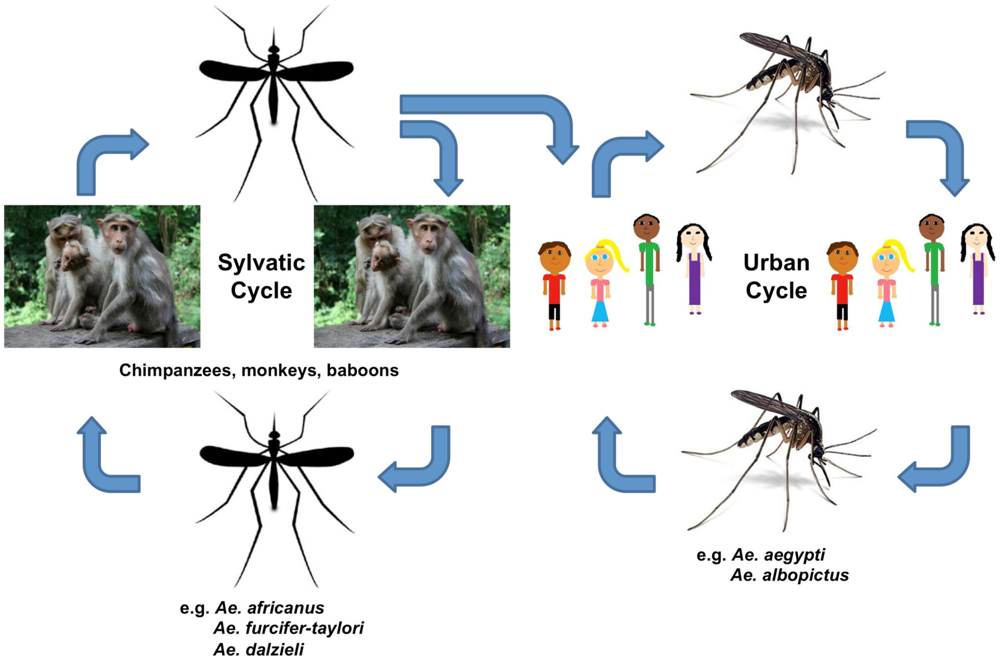 Sylvatic
Cycle
Urban
Cycle
Chimpanzees, monkeys, baboons
e.g. Ae. aegypti
Ae. albopictus
e.g. Ae. africanus
Ae. furcifer-taylori
Ae. dalzieli